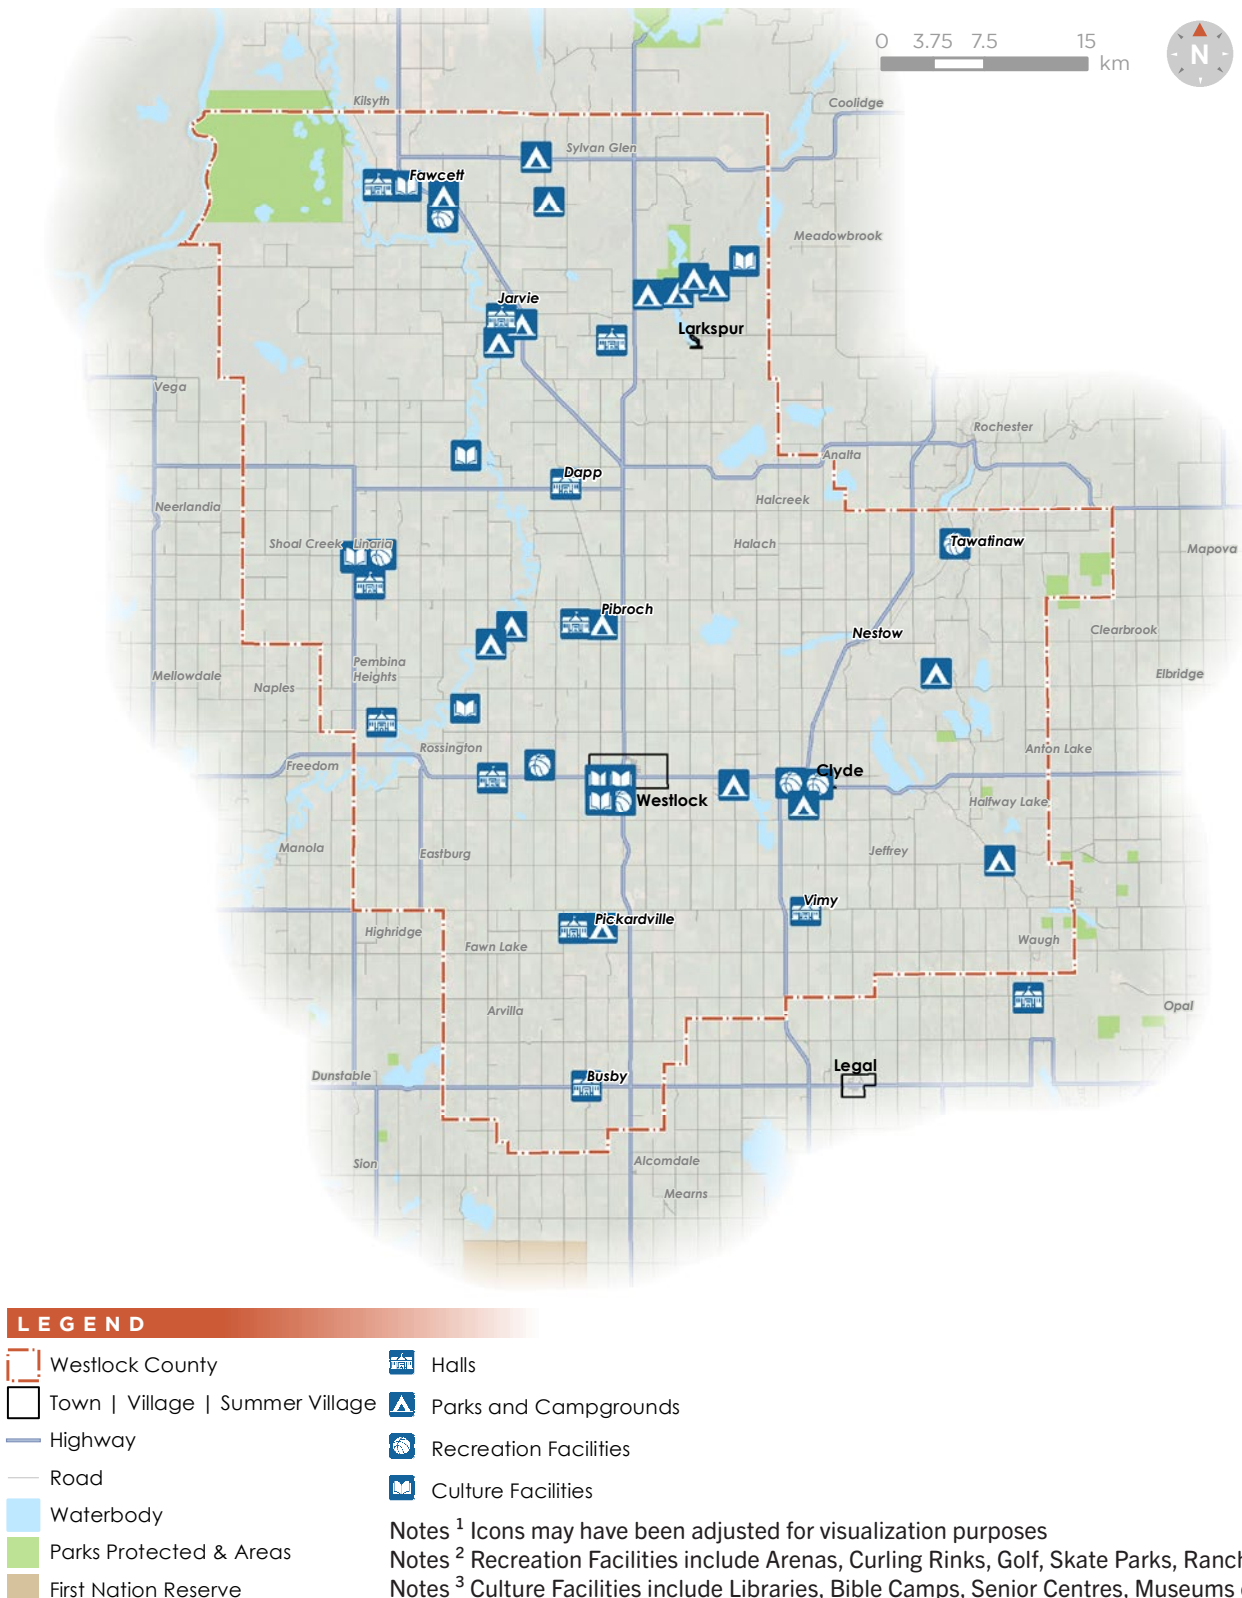 0 3.75 7.5 15
km
N
Kilsyth
Coolidge
Sylvan Glen
Fawcett
Meadowbrook
Jarvie
Larkspur
Vega
Rochester
Analta
Dapp
Halcreek
Neerlandia
Shoal Creek
Linaria
Halach
Tawatinaw
Mapova
Pibroch
Nestow
Clearbrook
Pembina
Heights
Mellowdale
Naples
Elbridge
Rossington
Anton Lake
Freedom
Clyde
Westlock
Halfway Lake
Manola
Eastburg
Jeffrey
Vimy
Pickardville
Highridge
Fawn Lake
Waugh
Arvilla
Opal
Legal
Dunstable
Busby
Sion
Alcomdale
Mearns
LEGEND
Westlock County
Town | Village | Summer Village
Highway
Road
Waterbody
Parks Protected & Areas
First Nation Reserve
Halls
Parks and Campgrounds
Recreation Facilities
Culture Facilities
Notes 1 Icons may have been adjusted for visualization purposes
Notes 2 Recreation Facilities include Arenas, Curling Rinks, Golf, Skate Parks, Ranch
Notes 3 Culture Facilities include Libraries, Bible Camps, Senior Centres, Museums